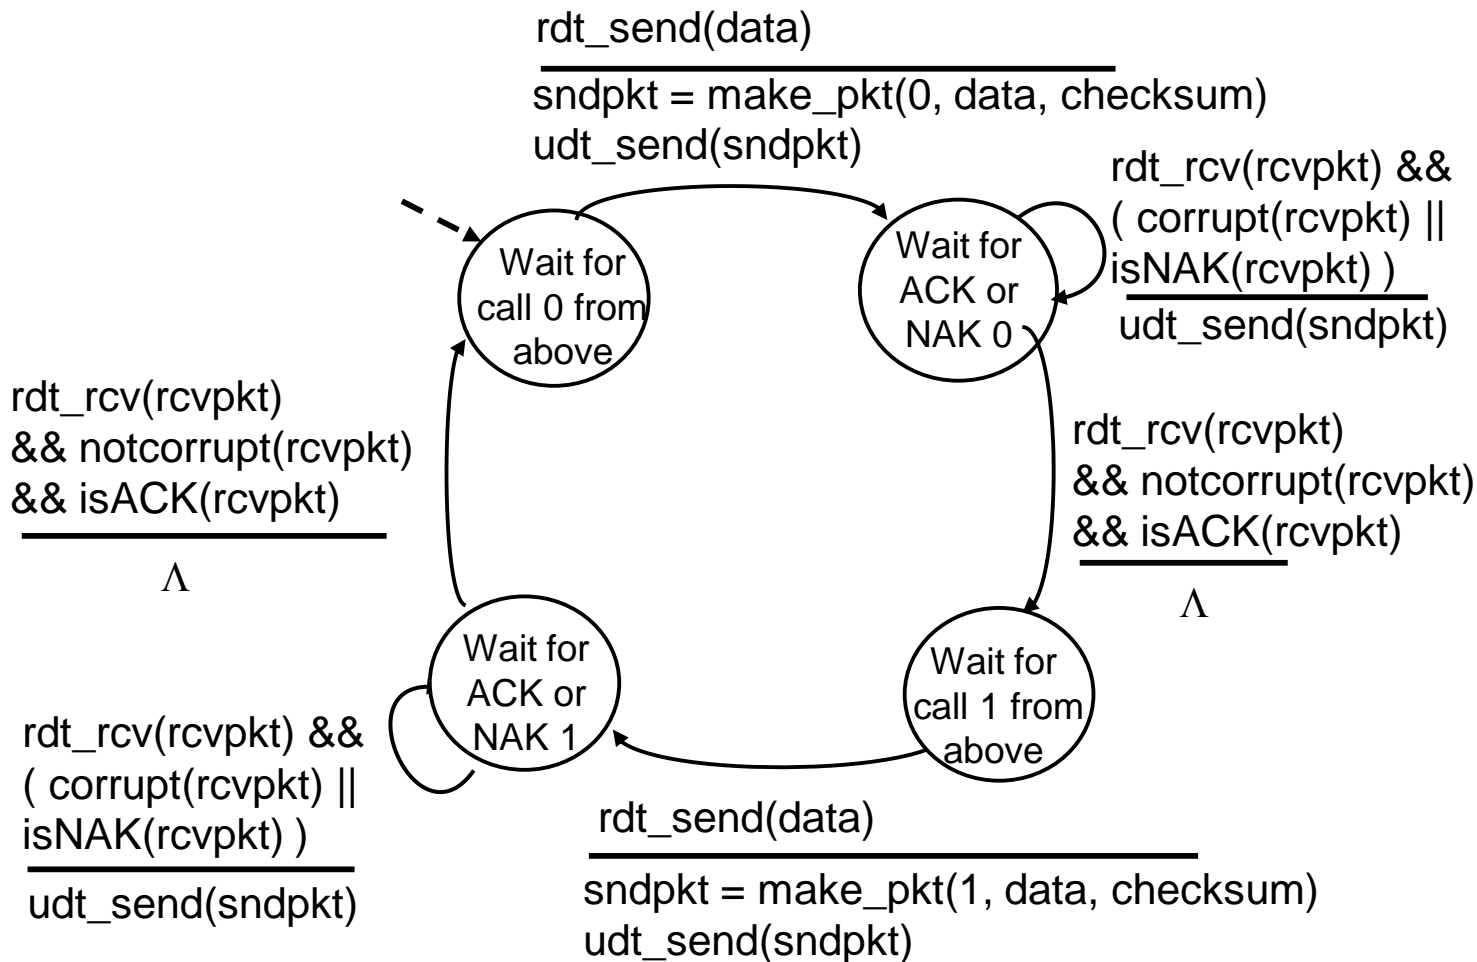 rdt_send(data)
sndpkt = make_pkt(0, data, checksum)
udt_send(sndpkt)
rdt_rcv(rcvpkt) &&
( corrupt(rcvpkt) ||
isNAK(rcvpkt) )
udt_send(sndpkt)
Wait for
call 0 from
above
Wait for
ACK or
NAK 0
rdt_rcv(rcvpkt)
&& notcorrupt(rcvpkt)
&& isACK(rcvpkt)
Λ
rdt_rcv(rcvpkt)
&& notcorrupt(rcvpkt)
&& isACK(rcvpkt)
Λ
Wait for
ACK or
NAK 1
Wait for
call 1 from
above
rdt_rcv(rcvpkt) &&
( corrupt(rcvpkt) ||
isNAK(rcvpkt) )
udt_send(sndpkt)
rdt_send(data)
sndpkt = make_pkt(1, data, checksum)
udt_send(sndpkt)